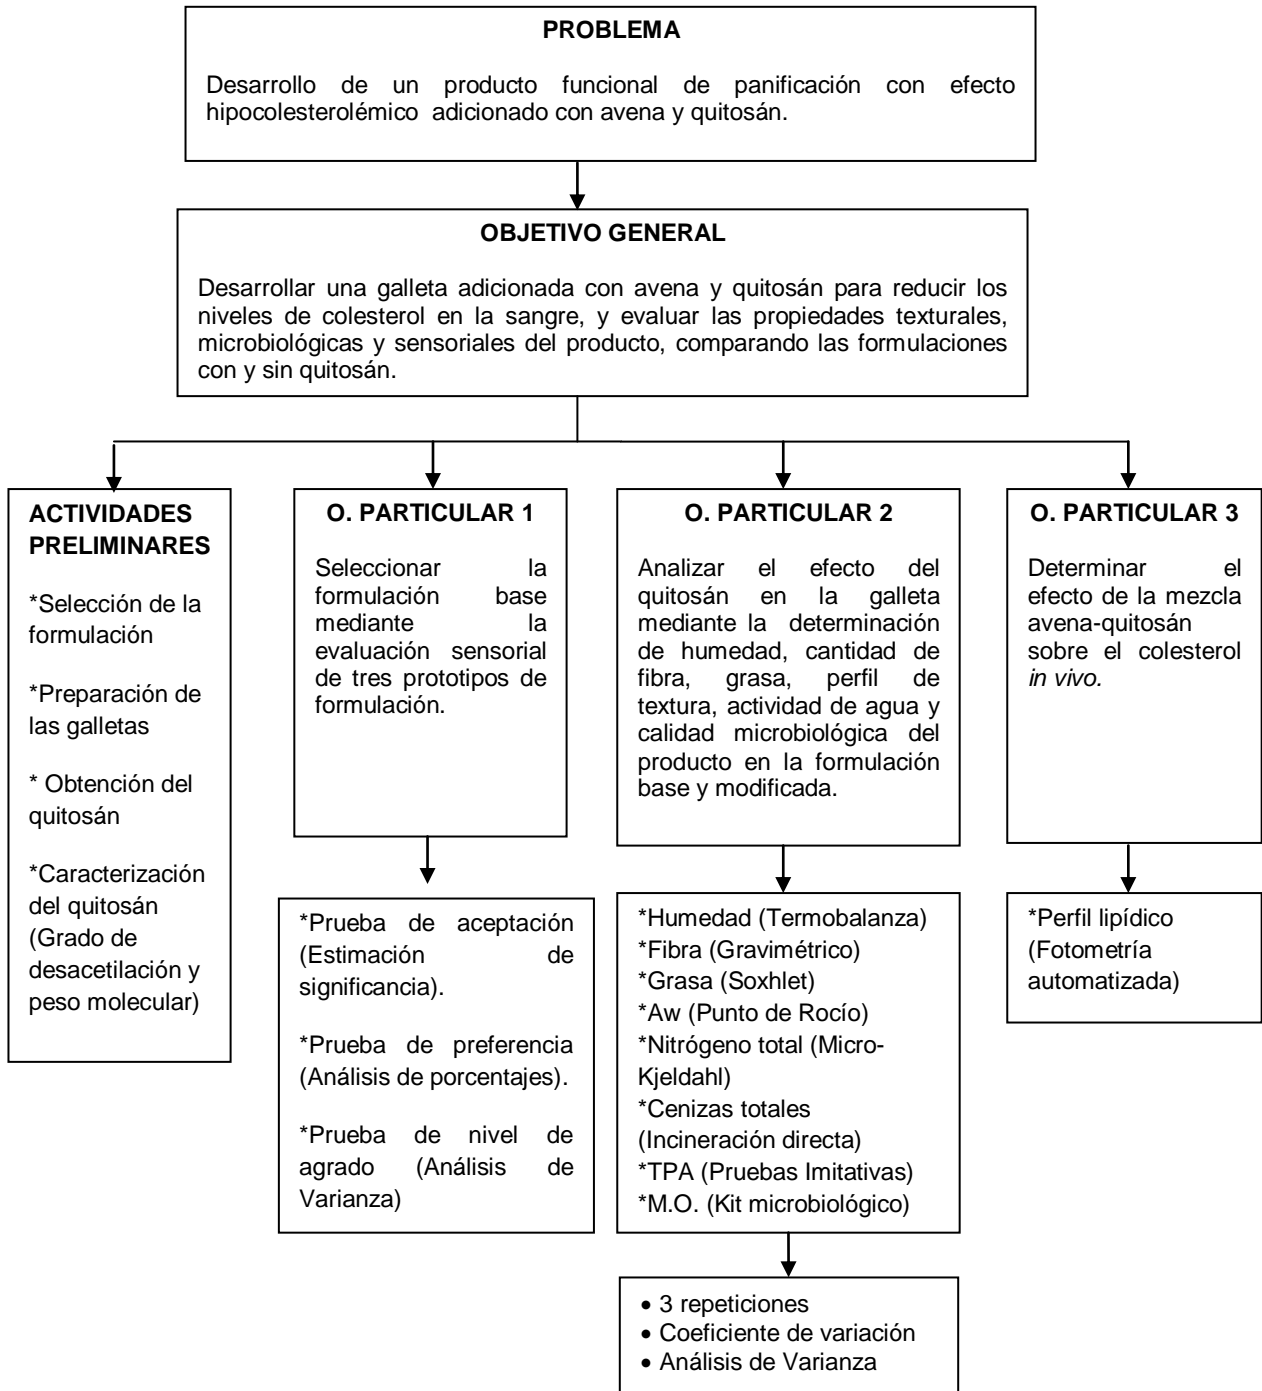 PROBLEMA
Desarrollo de un producto funcional de panificación con efecto
hipocolesterolémico adicionado con avena y quitosán.
OBJETIVO GENERAL
Desarrollar una galleta adicionada con avena y quitosán para reducir los
niveles de colesterol en la sangre, y evaluar las propiedades texturales,
microbiológicas y sensoriales del producto, comparando las formulaciones
con y sin quitosán.
ACTIVIDADES
PRELIMINARES
*Selección de la
formulación
*Preparación de
las galletas
* Obtención del
quitosán
*Caracterización
del quitosán
(Grado de
desacetilación y
peso molecular)
O. PARTICULAR 1
Seleccionar la
formulación base
mediante la
evaluación sensorial
de tres prototipos de
formulación.
*Prueba de aceptación
(Estimación de
significancia).
*Prueba de preferencia
(Análisis de porcentajes).
*Prueba de nivel de
agrado (Análisis de
Varianza)
O. PARTICULAR 2
Analizar el efecto del
quitosán en la galleta
mediante la determinación
de humedad, cantidad de
fibra, grasa, perfil de
textura, actividad de agua y
calidad microbiológica del
producto en la formulación
base y modificada.
*Humedad (Termobalanza)
*Fibra (Gravimétrico)
*Grasa (Soxhlet)
*Aw (Punto de Rocío)
*Nitrógeno total (Micro-
Kjeldahl)
*Cenizas totales
(Incineración directa)
*TPA (Pruebas Imitativas)
*M.O. (Kit microbiológico)
• 3 repeticiones
• Coeficiente de variación
• Análisis de Varianza
O. PARTICULAR 3
Determinar el
efecto de la mezcla
avena-quitosán
sobre el colesterol
in vivo.
*Perfil lipídico
(Fotometría
automatizada)